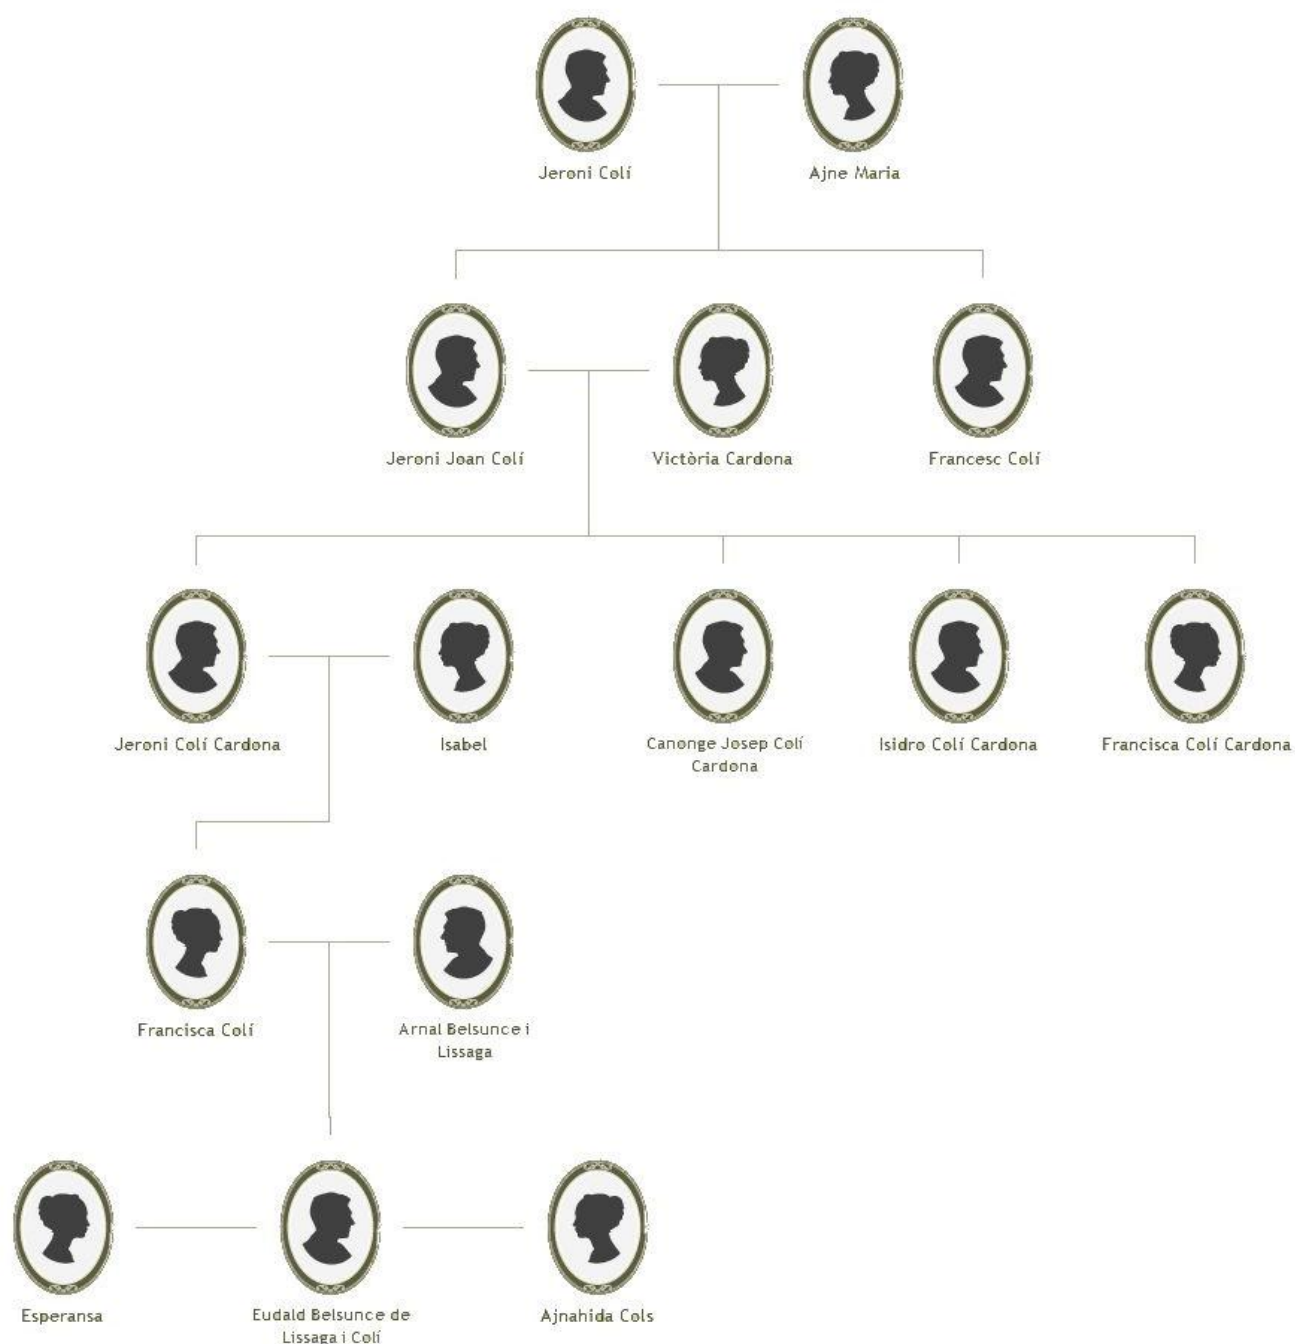 Jeroni Colí
Ajne Maria
Jeroni Joan Colí
Victòria Cardona
Francesc Colí
Jeroni Colí Cardona
Isabel
Canonge Josep Colí
Cardona
Isidro Colí Cardona
Francisca Colí Cardona
Francisca Colí
Arnal Belsunce i
Lissaga
Esperansa
Eudald Belsunce de
Lissaga i Colí
Ajnahida Cols